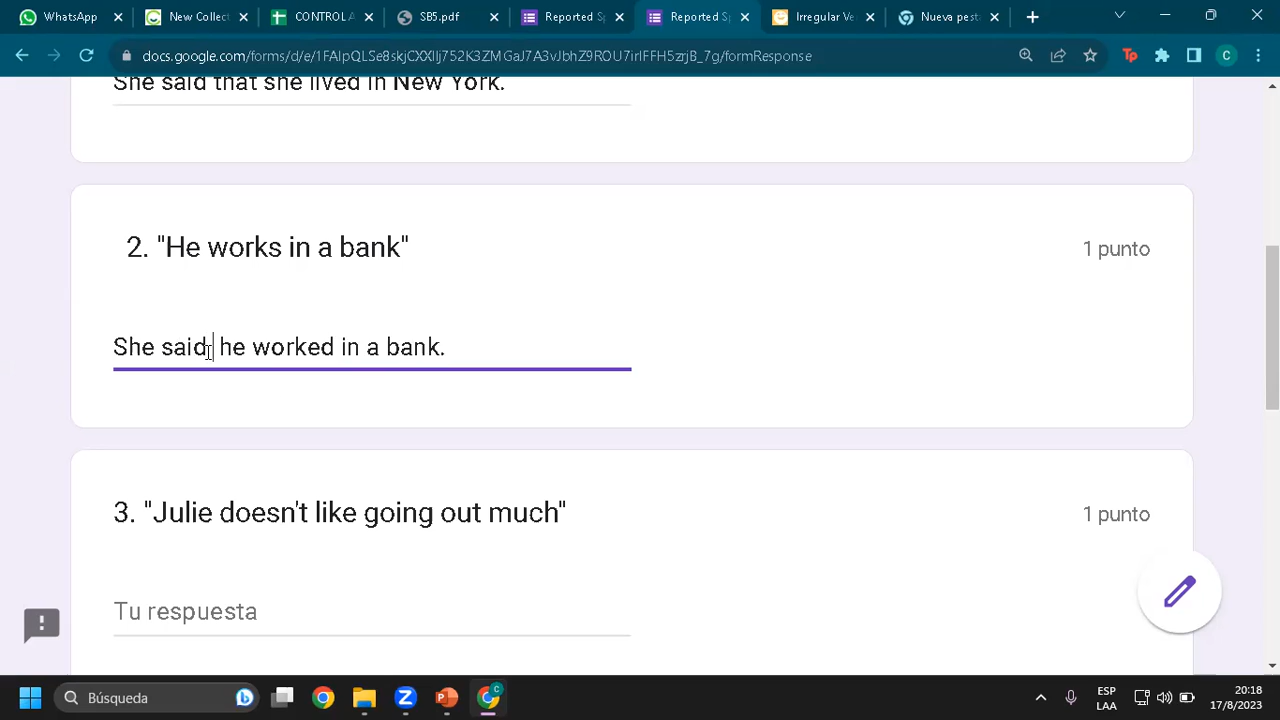 WhatsApp
New Collect
CONTROL A
SB5.pdf
Reported Sp
Reported Sp
Irregular Ve
Nueva pest
docs.google.com/forms/d/e/1FAIpQLSe8skjCXXlIj752K3ZMGaJ7A3vJbhZ9ROU7irIFFH5zrjB_7g/formResponse
C
She said that she lived in New York.
2. "He works in a bank"
1 punto
She said he worked in a bank.
3. "Julie doesn't like going out much"
1 punto
Tu respuesta
Búsqueda
ESP
LAA
20:18
17/8/2023